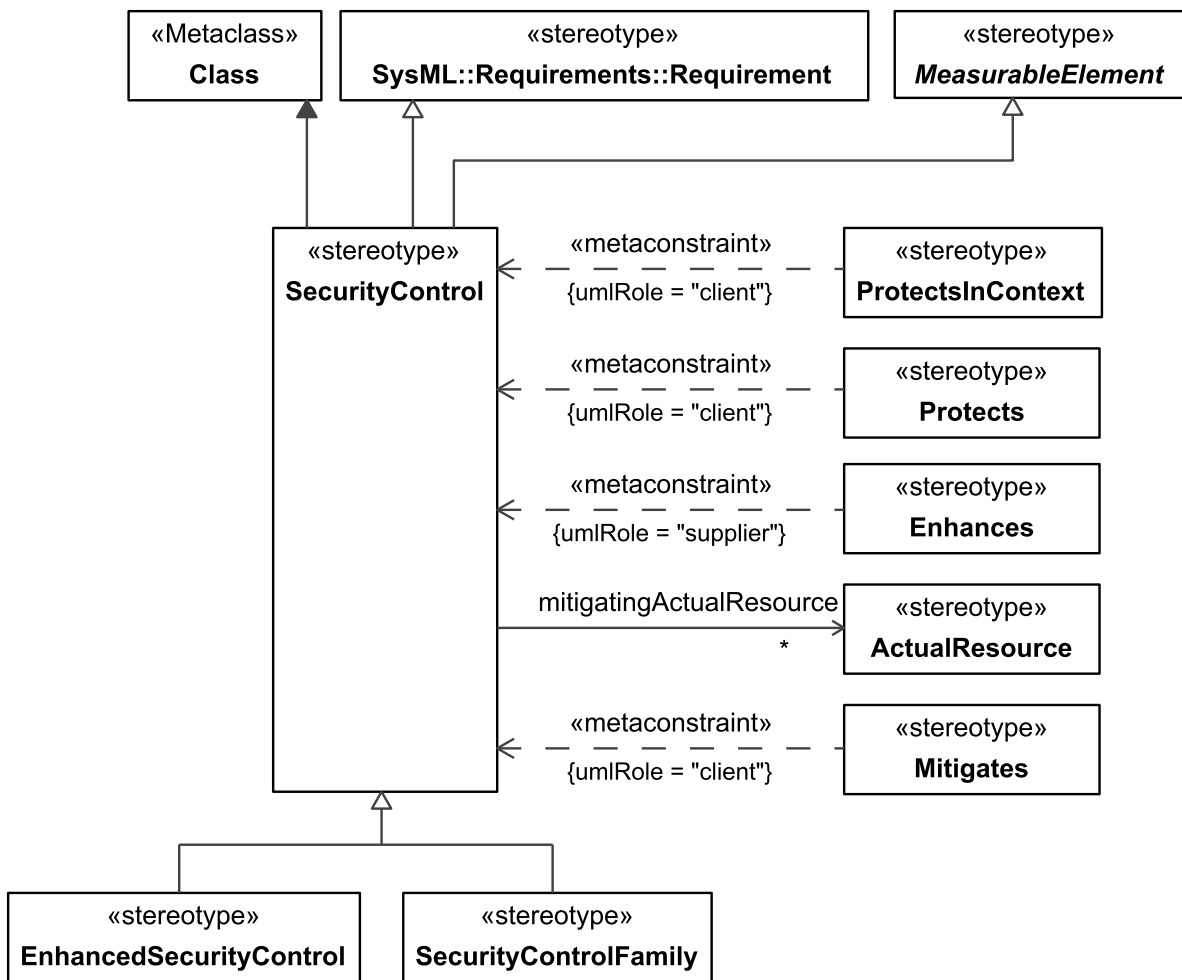 «Metaclass»
Class
«stereotype»
SysML::Requirements::Requirement
«stereotype»
MeasurableElement
«stereotype»
SecurityControl
«metaconstraint»
{umlRole = "client"}
«stereotype»
ProtectsInContext
«metaconstraint»
{umlRole = "client"}
«stereotype»
Protects
«metaconstraint»
{umlRole = "supplier"}
«stereotype»
Enhances
mitigatingActualResource
*
«stereotype»
ActualResource
«metaconstraint»
{umlRole = "client"}
«stereotype»
Mitigates
«stereotype»
EnhancedSecurityControl
«stereotype»
SecurityControlFamily